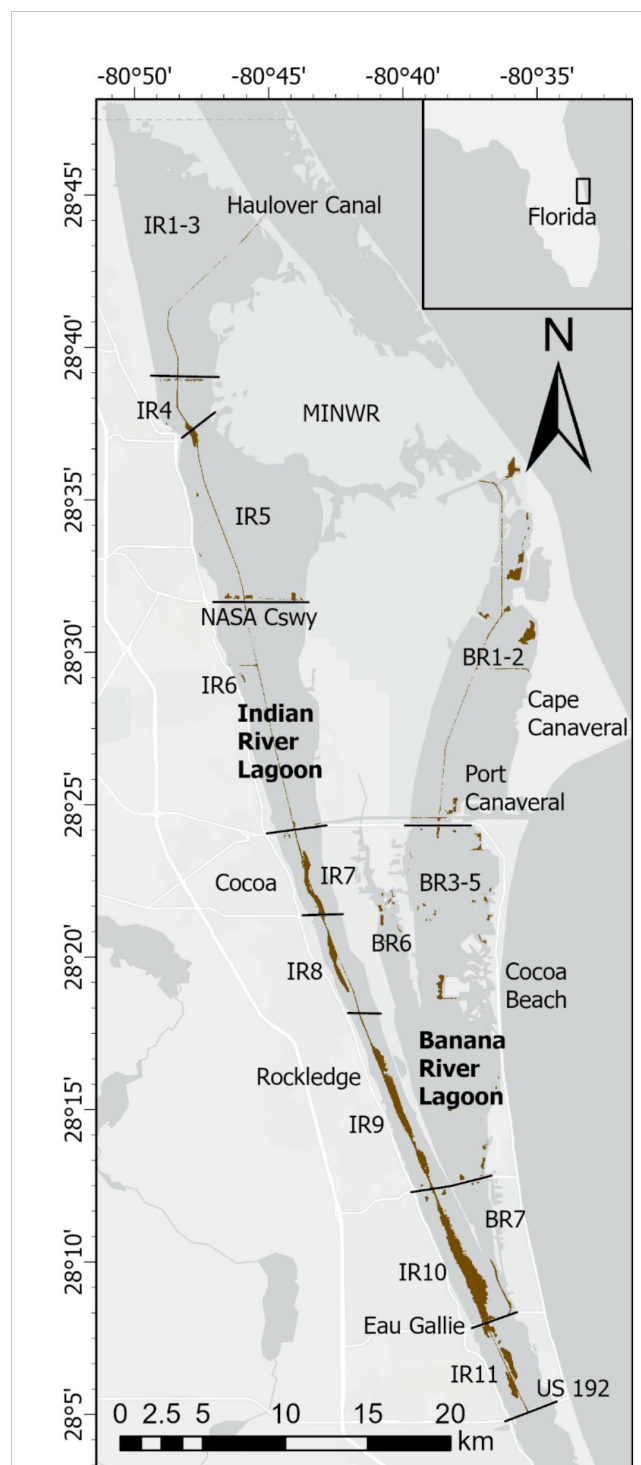 -80°50' -80°45' -80°40' -80°35'
28°45'
28°40'
28°35'
28°30'
28°25'
28°20'
28°15'
28°10'
28°5'
Florida
N
Haulover Canal
IR1-3
IR4
MINWR
IR5
NASA Cswy
IR6
BR1-2
Indian
River
Lagoon
Cape
Canaveral
Port
Canaveral
Cocoa
IR7
BR3-5
BR6
IR8
Cocoa
Beach
Banana
River
Lagoon
Rockledge
IR9
BR7
IR10
Eau Gallie
IR11
US 192
0 2.5 5 10 15 20
km